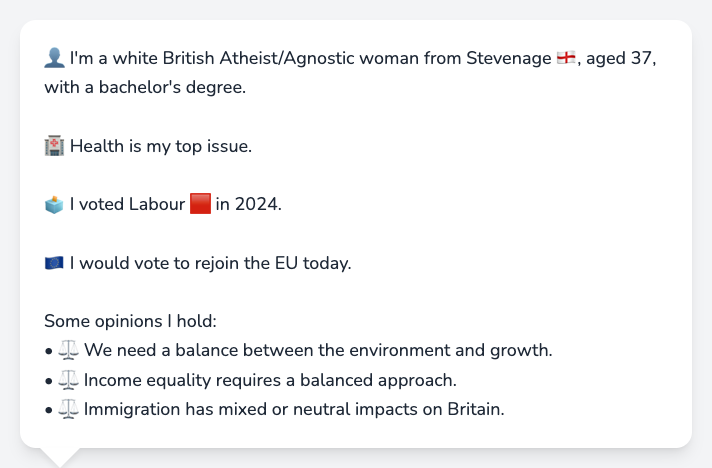 👤 I'm a white British Atheist/Agnostic woman from Stevenage 🏴󠁧󠁢󠁥󠁮󠁧󠁿, aged 37,
with a bachelor's degree.
🏥 Health is my top issue.
🗳️ I voted Labour 🟥 in 2024.
🇪🇺 I would vote to rejoin the EU today.
Some opinions I hold:
• ⚖️ We need a balance between the environment and growth.
• ⚖️ Income equality requires a balanced approach.
• ⚖️ Immigration has mixed or neutral impacts on Britain.